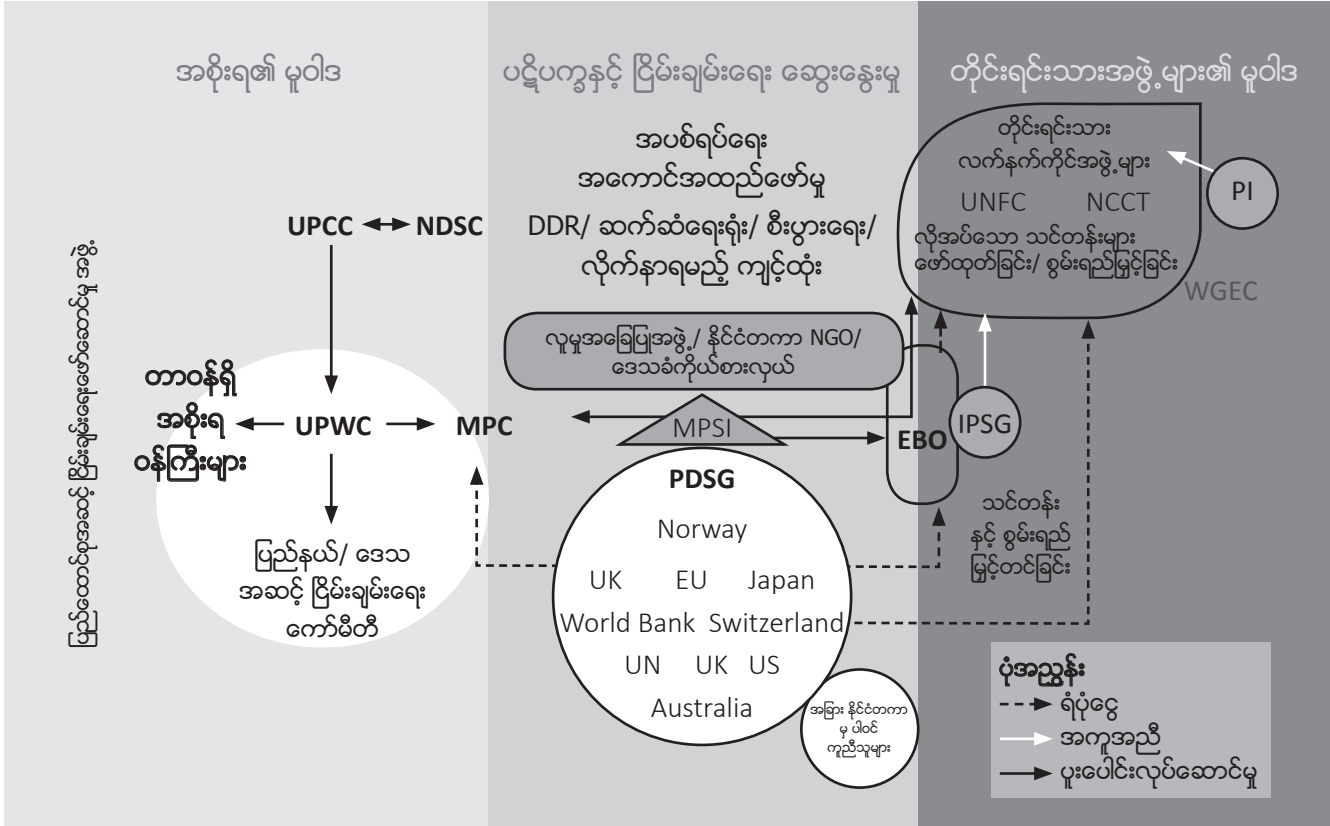 အစိုးရ၏ မူဝါဒ
ပဋိပက္ခနှင့် ငြိမ်းချမ်းရေး ဆွေးနွေးမှု
တိုင်းရင်းသားအဖွဲ့များ၏ မူဝါဒ
ပြည်ထောင်စုအဆင့် ငြိမ်းချမ်းရေးဖော်ဆောင်မှု အဖွဲ့
UPCC
NDSC
တာဝန်ရှိ
အစိုးရ
ဝန်ကြီးများ
UPWC
MPC
ပြည်နယ်/ ဒေသ
အဆင့် ငြိမ်းချမ်းရေး
ကော်မီတီ
အပစ်ရပ်ရေး
အကောင်အထည်ဖော်မှု
DDR/ ဆက်ဆံရေးရုံး/ စီးပွားရေး/
လိုက်နာရမည့် ကျင့်ထုံး
လူမှုအခြေပြုအဖွဲ့/ နိုင်ငံတကာ NGO/
ဒေသခံကိုယ်စားလှယ်
MPSI
EBO
IPSG
PDSG
Norway
UK EU Japan
World Bank Switzerland
UN UK US
Australia
အခြား နိုင်ငံတကာ
မှ ပါဝင်
ကူညီသူများ
တိုင်းရင်းသား
လက်နက်ကိုင်အဖွဲ့များ
UNFC NCCT
လိုအပ်သော သင်တန်းများ
ဖော်ထုတ်ခြင်း/ စွမ်းရည်မြှင့်ခြင်း
PI
WGEC
သင်တန်း
နှင့် စွမ်းရည်
မြှင့်တင်ခြင်း
ပုံအညွှန်း
ရံပုံငွေ
အကူအညီ
ပူးပေါင်းလုပ်ဆောင်မှု